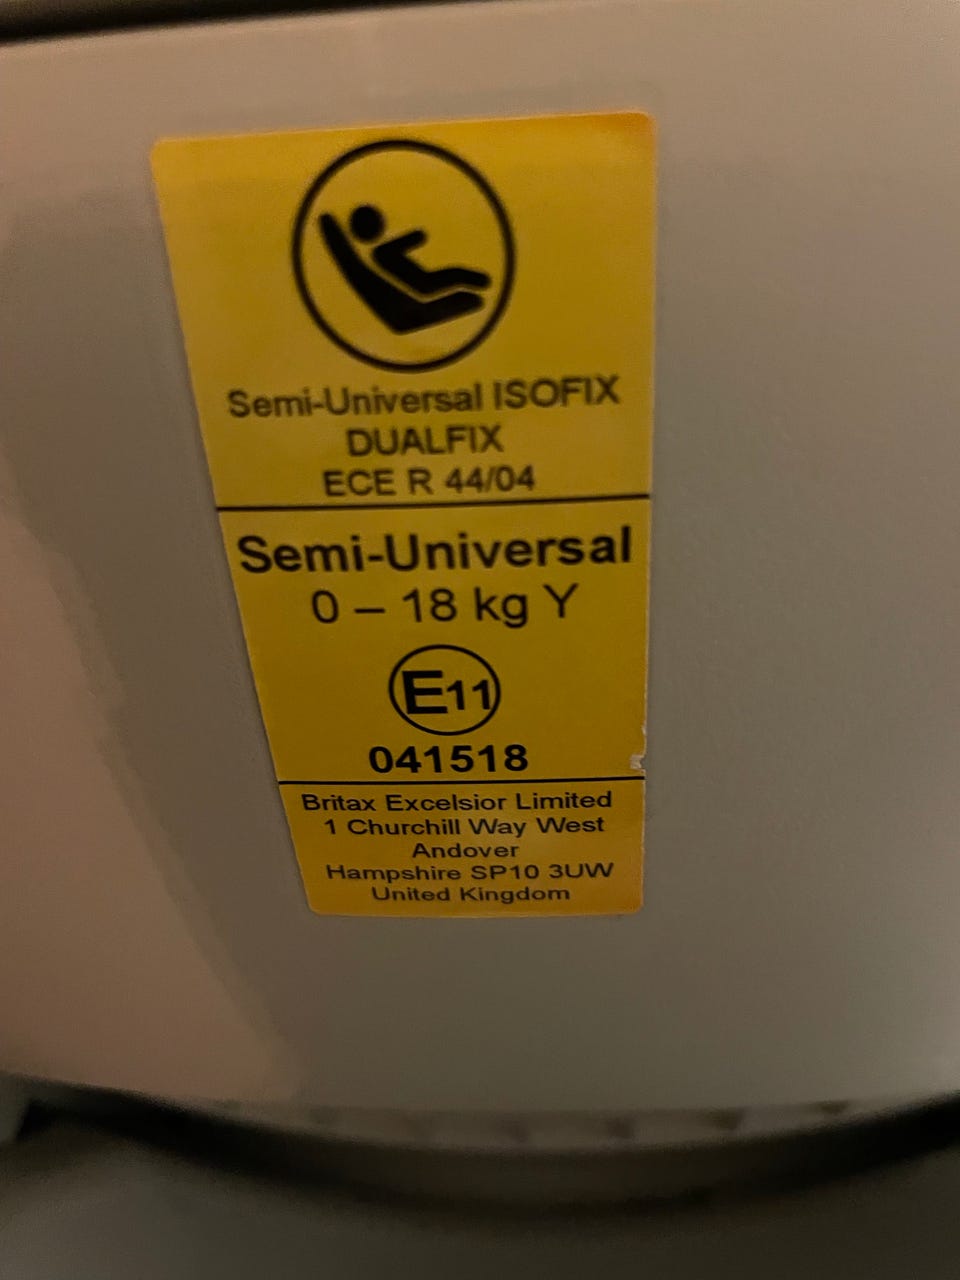 Semi-Universal ISOFIX
DUALFIX
ECE R 44/04
Semi-Universal
0 – 18 kg Y
E11
041518
Britax Excelsior Limited
1 Churchill Way West
Andover
Hampshire SP10 3UW
United Kingdom